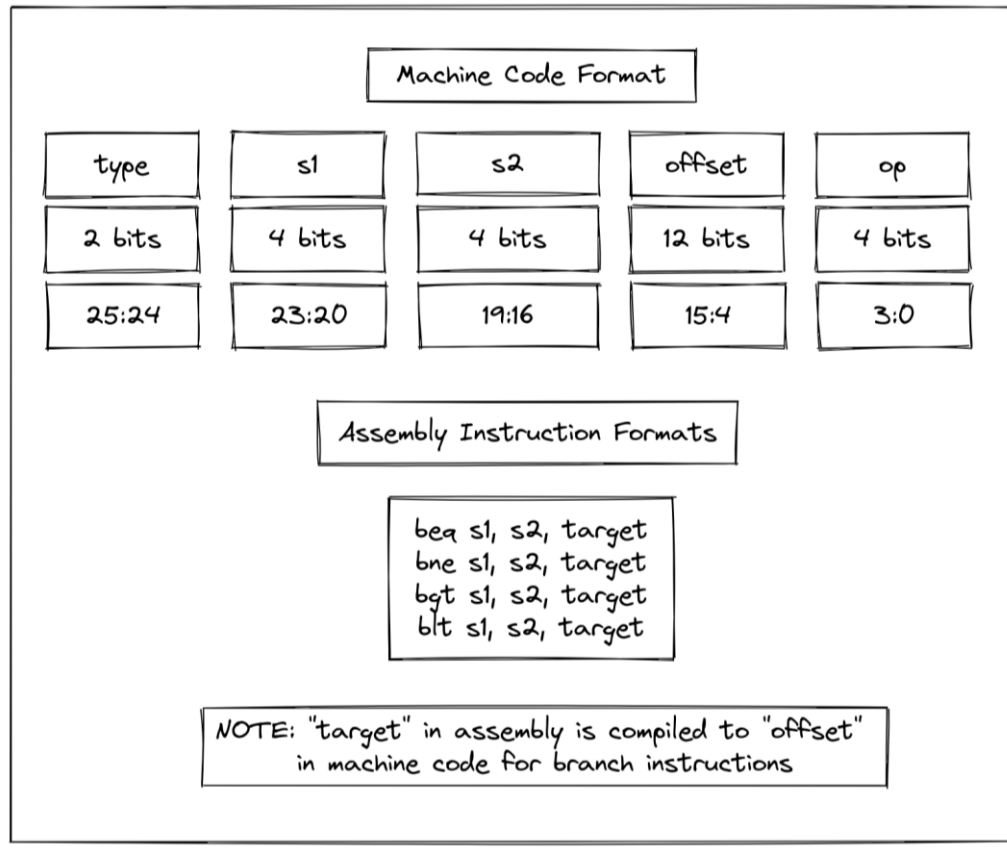 Machine Code Format
type s1 s2 offset op
2 bits 4 bits 4 bits 12 bits 4 bits
25:24 23:20 19:16 15:4 3:0
Assembly Instruction Formats
beq s1, s2, target
bne s1, s2, target
bgt s1, s2, target
blt s1, s2, target
NOTE: "target" in assembly is compiled to "offset"
in machine code for branch instructions